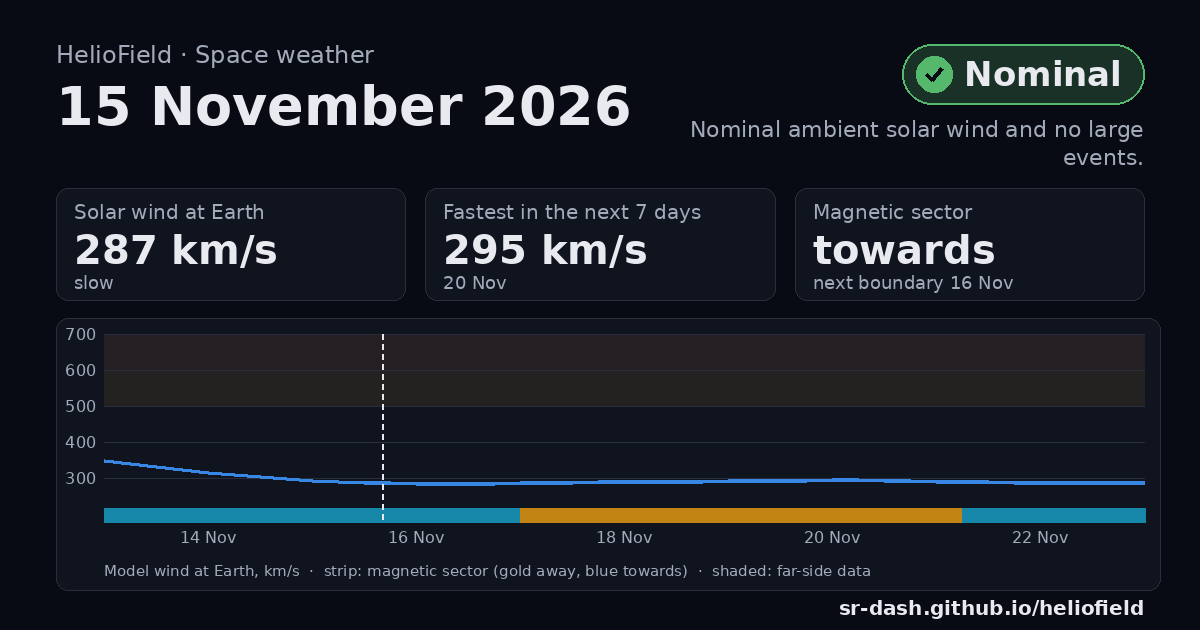 HelioField · Space weather
15 November 2026
Nominal
Nominal ambient solar wind and no large
events.
Solar wind at Earth
287 km/s
slow
Fastest in the next 7 days
295 km/s
20 Nov
Magnetic sector
towards
next boundary 16 Nov
700
600
500
400
300
14 Nov
16 Nov
18 Nov
20 Nov
22 Nov
Model wind at Earth, km/s · strip: magnetic sector (gold away, blue towards) · shaded: far-side data
sr-dash.github.io/heliofield